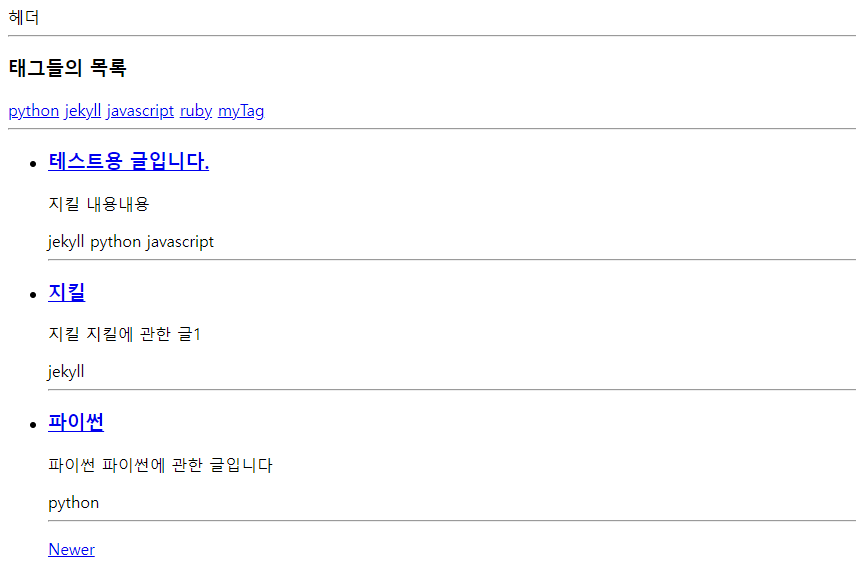 헤더
태그들의 목록
python jekyll javascript ruby myTag
테스트용 글입니다.
지킬 내용내용
jekyll python javascript
지킬
지킬 지킬에 관한 글1
jekyll
파이썬
파이썬 파이썬에 관한 글입니다
python
Newer